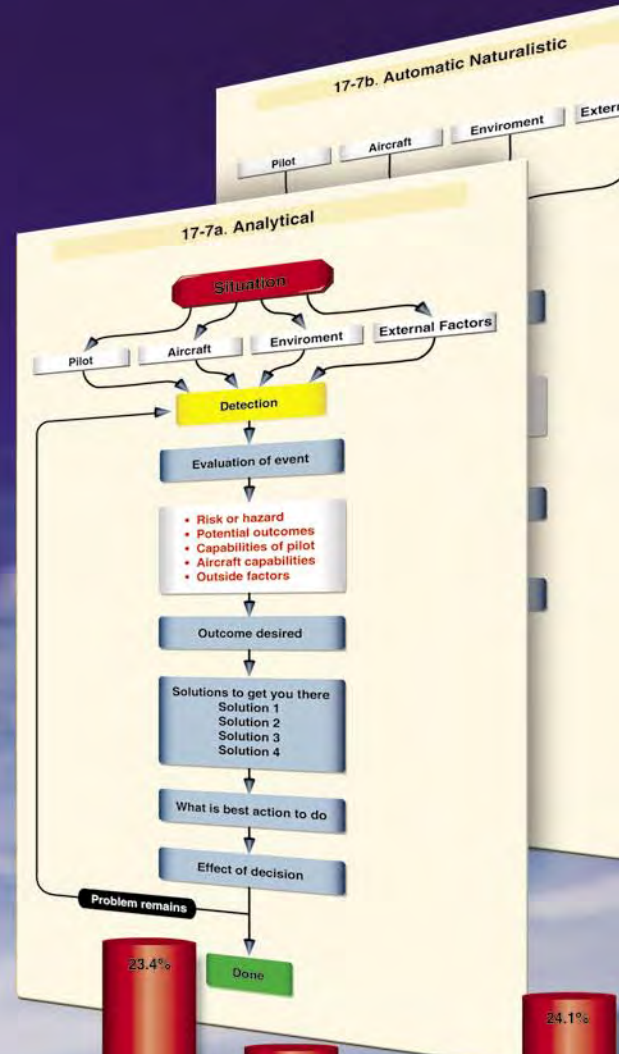 17-7b. Automatic Naturalistic
Pilot
Aircraft
Enviroment
17-7a. Analytical
Situation
Pilot
Aircraft
Enviroment
External Factors
Detection
Evaluation of event
• Risk or hazard
• Potential outcomes
• Capabilities of pilot
• Aircraft capabilities
• Outside factors
Outcome desired
Solutions to get you there
Solution 1
Solution 2
Solution 3
Solution 4
What is best action to do
Effect of decision
Problem remains
Done
23.4%
24.1%